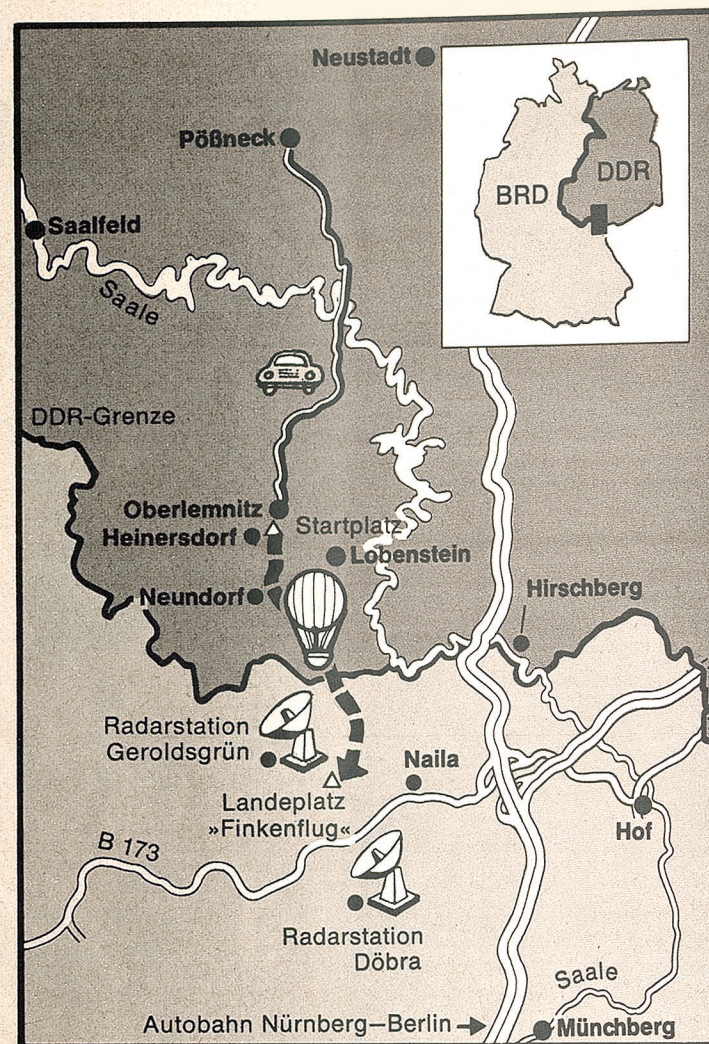 Neustadt
Pößneck
BRD
DDR
Saalfeld
Saale
DDR-Grenze
Oberlemnitz
Startplatz
Heinersdorf
Lobenstein
Neundorf
Hirschberg
Radarstation
Geroldsgrün
Naila
Landeplatz
»Finkenflug«
Hof
B 173
Radarstation
Döbra
Saale
Autobahn Nürnberg–Berlin
Münchberg